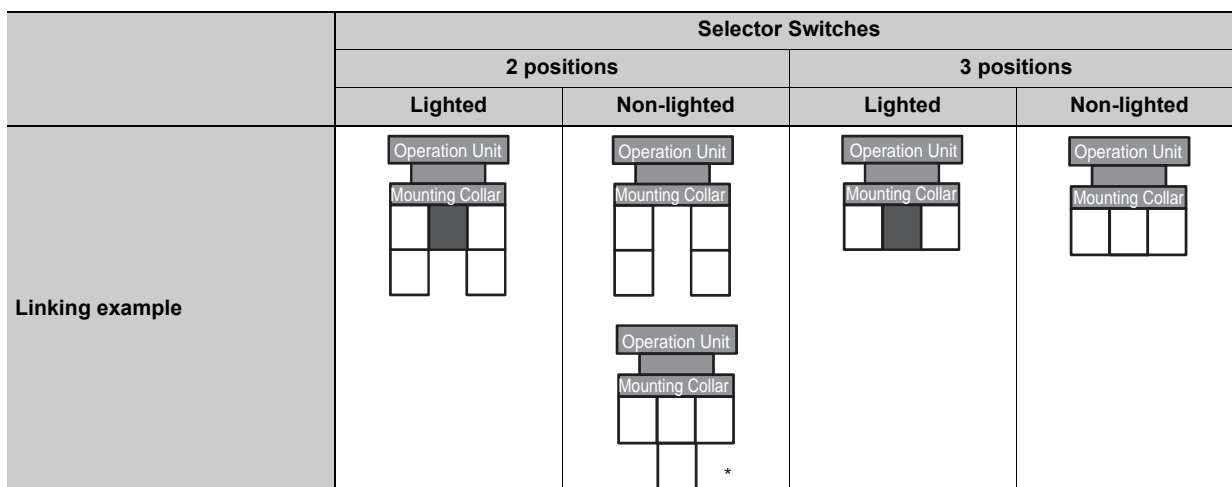 Selector Switches
2 positions 3 positions
Lighted Non-lighted Lighted Non-lighted
Operation Unit Operation Unit Operation Unit Operation Unit
Mounting Collar Mounting Collar Mounting Collar Mounting Collar
Linking example
Operation Unit
Mounting Collar
*